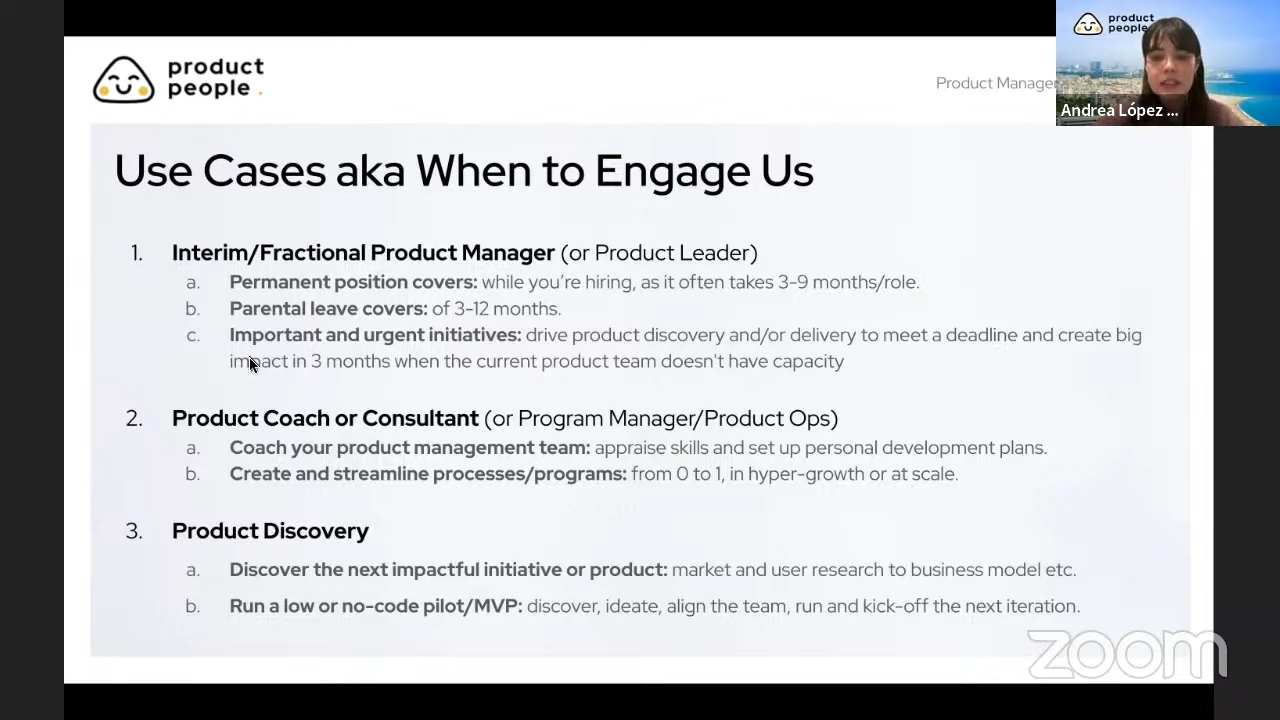 product
people .
Product Manager
product
people
Andrea López ...
Use Cases aka When to Engage Us
1. Interim/Fractional Product Manager (or Product Leader)
a. Permanent position covers: while you're hiring, as it often takes 3-9 months/role.
b. Parental leave covers: of 3-12 months.
c. Important and urgent initiatives: drive product discovery and/or delivery to meet a deadline and create big
impact in 3 months when the current product team doesn't have capacity
2. Product Coach or Consultant (or Program Manager/Product Ops)
a. Coach your product management team: appraise skills and set up personal development plans.
b. Create and streamline processes/programs: from 0 to 1, in hyper-growth or at scale.
3. Product Discovery
a. Discover the next impactful initiative or product: market and user research to business model etc.
b. Run a low or no-code pilot/MVP: discover, ideate, align the team, run and kick-off the next iteration.
zoom